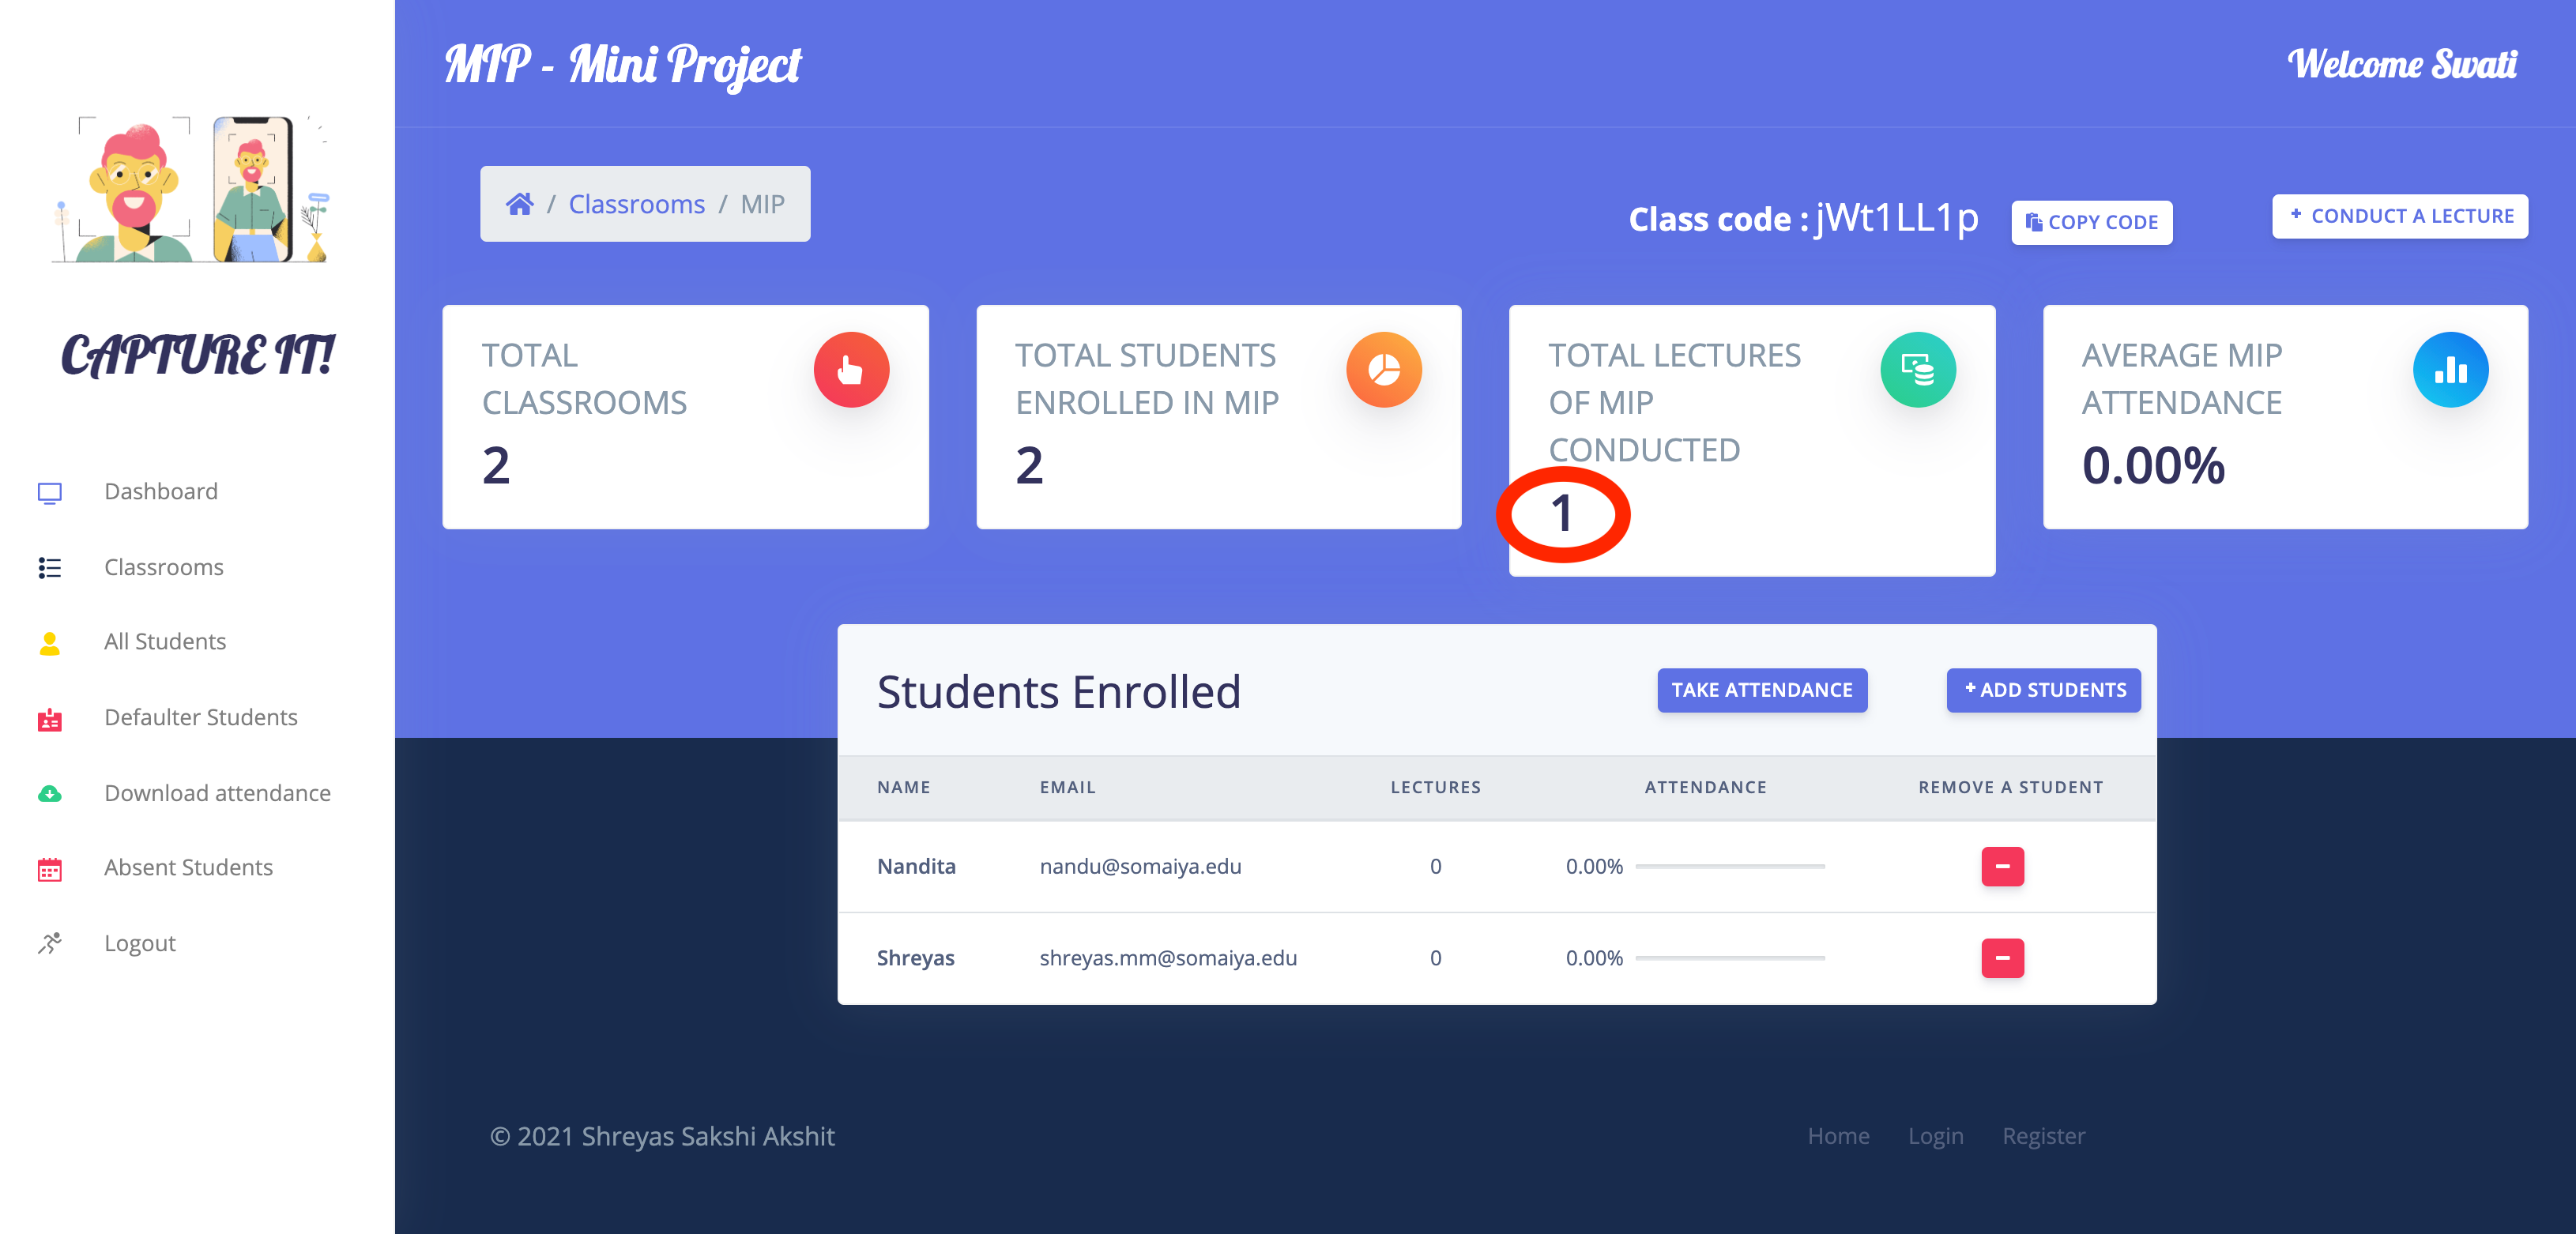 MIP - Mini Project
Welcome Swati
CAPTURE IT!
Dashboard
Classrooms
All Students
Defaulter Students
Download attendance
Absent Students
Logout
/ Classrooms / MIP
Class code : jWt1LL1p
COPY CODE
+ CONDUCT A LECTURE
TOTAL
CLASSROOMS
2
TOTAL STUDENTS
ENROLLED IN MIP
2
TOTAL LECTURES
OF MIP
CONDUCTED
1
AVERAGE MIP
ATTENDANCE
0.00%
Students Enrolled
TAKE ATTENDANCE
+ ADD STUDENTS
NAME EMAIL LECTURES ATTENDANCE REMOVE A STUDENT
Nandita nandu@somaiya.edu 0 0.00%
Shreyas shreyas.mm@somaiya.edu 0 0.00%
© 2021 Shreyas Sakshi Akshit
Home Login Register